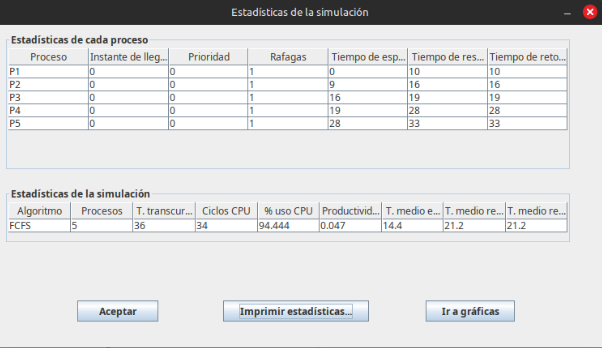 Estadísticas de la simulación
Estadísticas de cada proceso
Proceso Instante de lleg... Prioridad Rafagas Tiempo de esp... Tiempo de res... Tiempo de reto...
P1 0 0 1 0 10 10
P2 0 0 1 9 16 16
P3 0 0 1 16 19 19
P4 0 0 1 19 28 28
P5 0 0 1 28 33 33
Estadísticas de la simulación
Algoritmo Procesos T. transcur... Ciclos CPU % uso CPU Productivid... T. medio e... T. medio re... T. medio re...
FCFS 5 36 34 94.444 0.047 14.4 21.2 21.2
Aceptar Imprimir estadísticas... Ir a gráficas